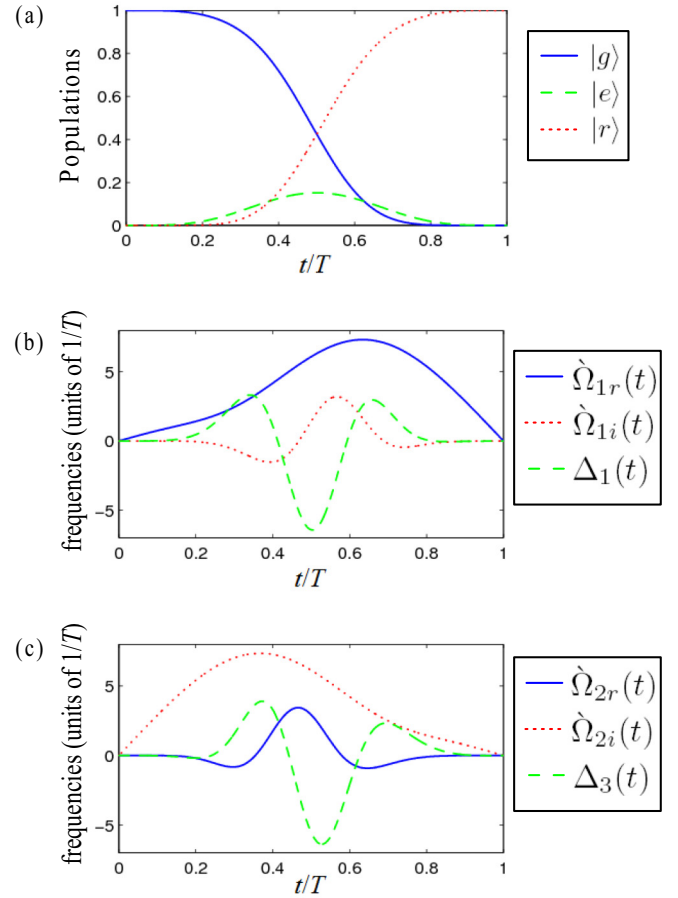 (a)
Populations
1
0.8
0.6
0.4
0.2
0
0 0.2 0.4 0.6 0.8 1
t/T
|g⟩
|e⟩
|r⟩
(b)
frequencies (units of 1/T)
5
0
−5
0 0.2 0.4 0.6 0.8 1
t/T
Ὼ₁ᵣ(t)
Ὼ₁ᵢ(t)
Δ₁(t)
(c)
frequencies (units of 1/T)
5
0
−5
0 0.2 0.4 0.6 0.8 1
t/T
Ὼ₂ᵣ(t)
Ὼ₂ᵢ(t)
Δ₃(t)